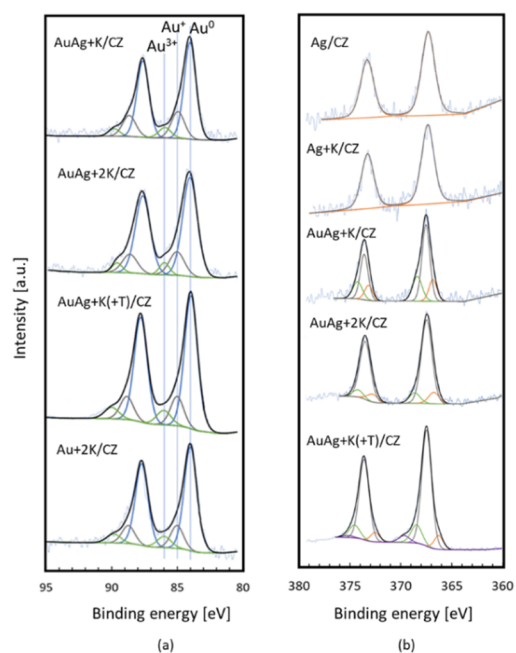 Au⁺ Au⁰
Au³⁺
AuAg+K/CZ
AuAg+2K/CZ
AuAg+K(+T)/CZ
Au+2K/CZ
Intensity [a.u.]
95 90 85 80
Binding energy [eV]
(a)
Ag/CZ
Ag+K/CZ
AuAg+K/CZ
AuAg+2K/CZ
AuAg+K(+T)/CZ
380 375 370 365 360
Binding energy [eV]
(b)